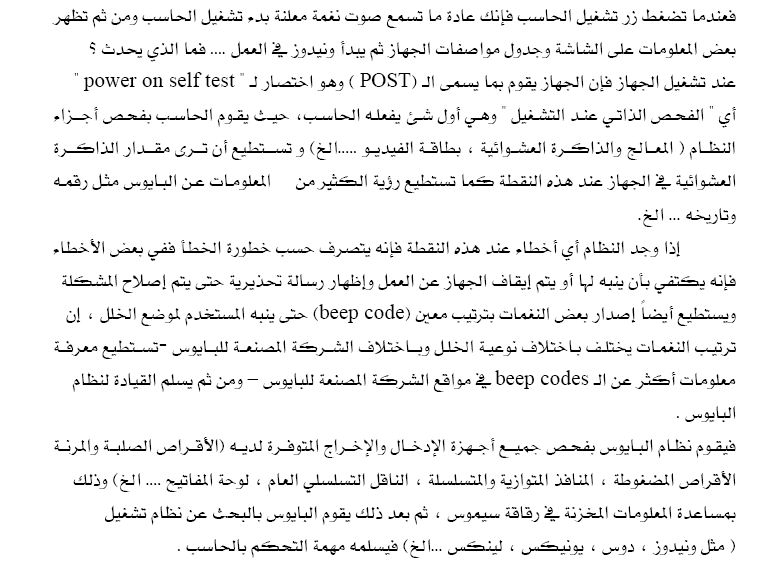 فعندما تضغط زر تشغيل الحاسب فإنك عادة ما تسمع صوت نغمة معلنة بدء تشغيل الحاسب ومن ثم تظهر
بعض المعلومات على الشاشة وجدول مواصفات الجهاز ثم يبدأ ونيدوز في العمل .... فما الذي يحدث ؟
عند تشغيل الجهاز فإن الجهاز يقوم بما يسمى الـ (POST ) وهو اختصار لـ " power on self test "
أي " الفحص الذاتي عند التشغيل " وهي أول شئ يفعله الحاسب، حيث يقوم الحاسب بفحص أجزاء
النظام ( المعالج والذاكرة العشوائية ، بطاقة الفيديو .....الخ) و تستطيع أن ترى مقدار الذاكرة
العشوائية في الجهاز عند هذه النقطة كما تستطيع رؤية الكثير من المعلومات عن البايوس مثل رقمه
وتاريخه ... الخ.
إذا وجد النظام أي أخطاء عند هذه النقطة فإنه يتصرف حسب خطورة الخطأ ففي بعض الأخطاء
فإنه يكتفي بأن ينبه لها أو يتم إيقاف الجهاز عن العمل وإظهار رسالة تحذيرية حتى يتم إصلاح المشكلة
ويستطيع أيضاً إصدار بعض النغمات بترتيب معين (beep code) حتى ينبه المستخدم لموضع الخلل ، إن
ترتيب النغمات يختلف باختلاف نوعية الخلل وباختلاف الشركة المصنعة للبايوس -تستطيع معرفة
معلومات أكثر عن الـ beep codes في مواقع الشركة المصنعة للبايوس – ومن ثم يسلم القيادة لنظام
البايوس .
فيقوم نظام البايوس بفحص جميع أجهزة الإدخال والإخراج المتوفرة لديه (الأقراص الصلبة والمرنة
الأقراص المضغوطة ، المنافذ المتوازية والمتسلسلة ، الناقل التسلسلي العام ، لوحة المفاتيح .... الخ) وذلك
بمساعدة المعلومات المخزنة في رقاقة سيموس ، ثم بعد ذلك يقوم البايوس بالبحث عن نظام تشغيل
( مثل ونيدوز ، دوس ، يونيكس ، لينكس ...الخ) فيسلمه مهمة التحكم بالحاسب .